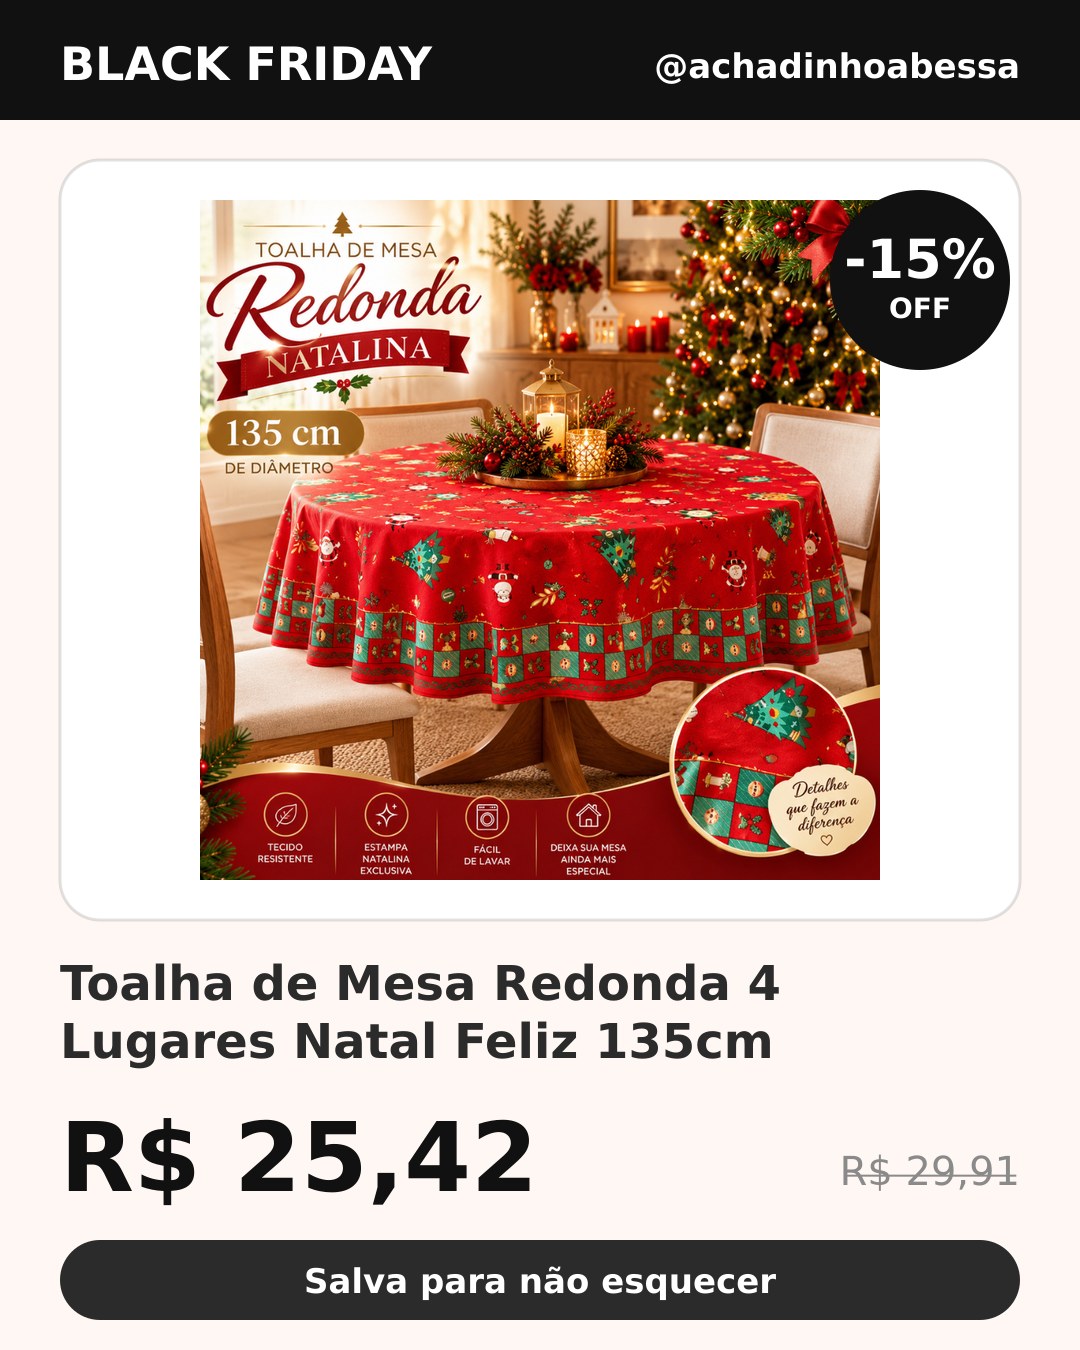 BLACK FRIDAY
@achadinhoabessa
-15%
OFF
TOALHA DE MESA
Redonda
NATALINA
135 cm
DE DIÂMETRO
Detalhes
que fazem a
diferença
TECIDO
RESISTENTE
ESTAMPA
NATALINA
EXCLUSIVA
FÁCIL
DE LAVAR
DEIXA SUA MESA
AINDA MAIS
ESPECIAL
Toalha de Mesa Redonda 4
Lugares Natal Feliz 135cm
R$ 25,42
R$ 29,91
Salva para não esquecer